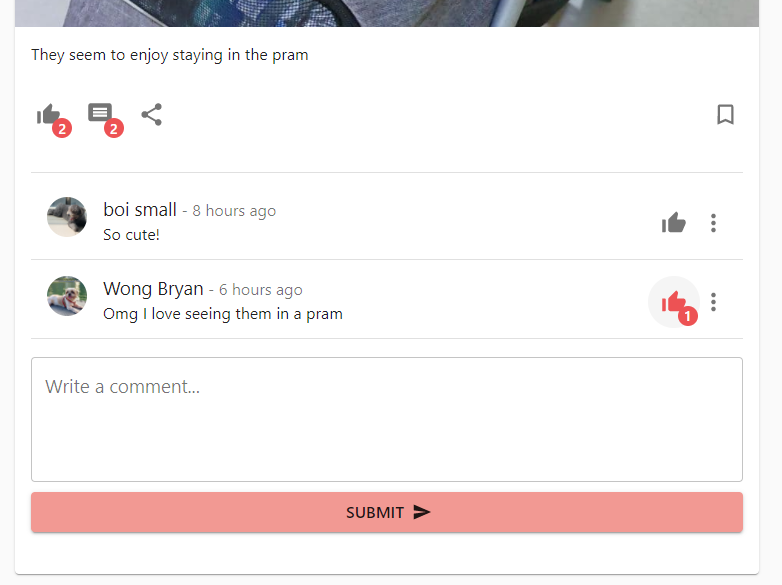 They seem to enjoy staying in the pram
2 2
boi small - 8 hours ago
So cute!
Wong Bryan - 6 hours ago
Omg I love seeing them in a pram
1
Write a comment...
SUBMIT